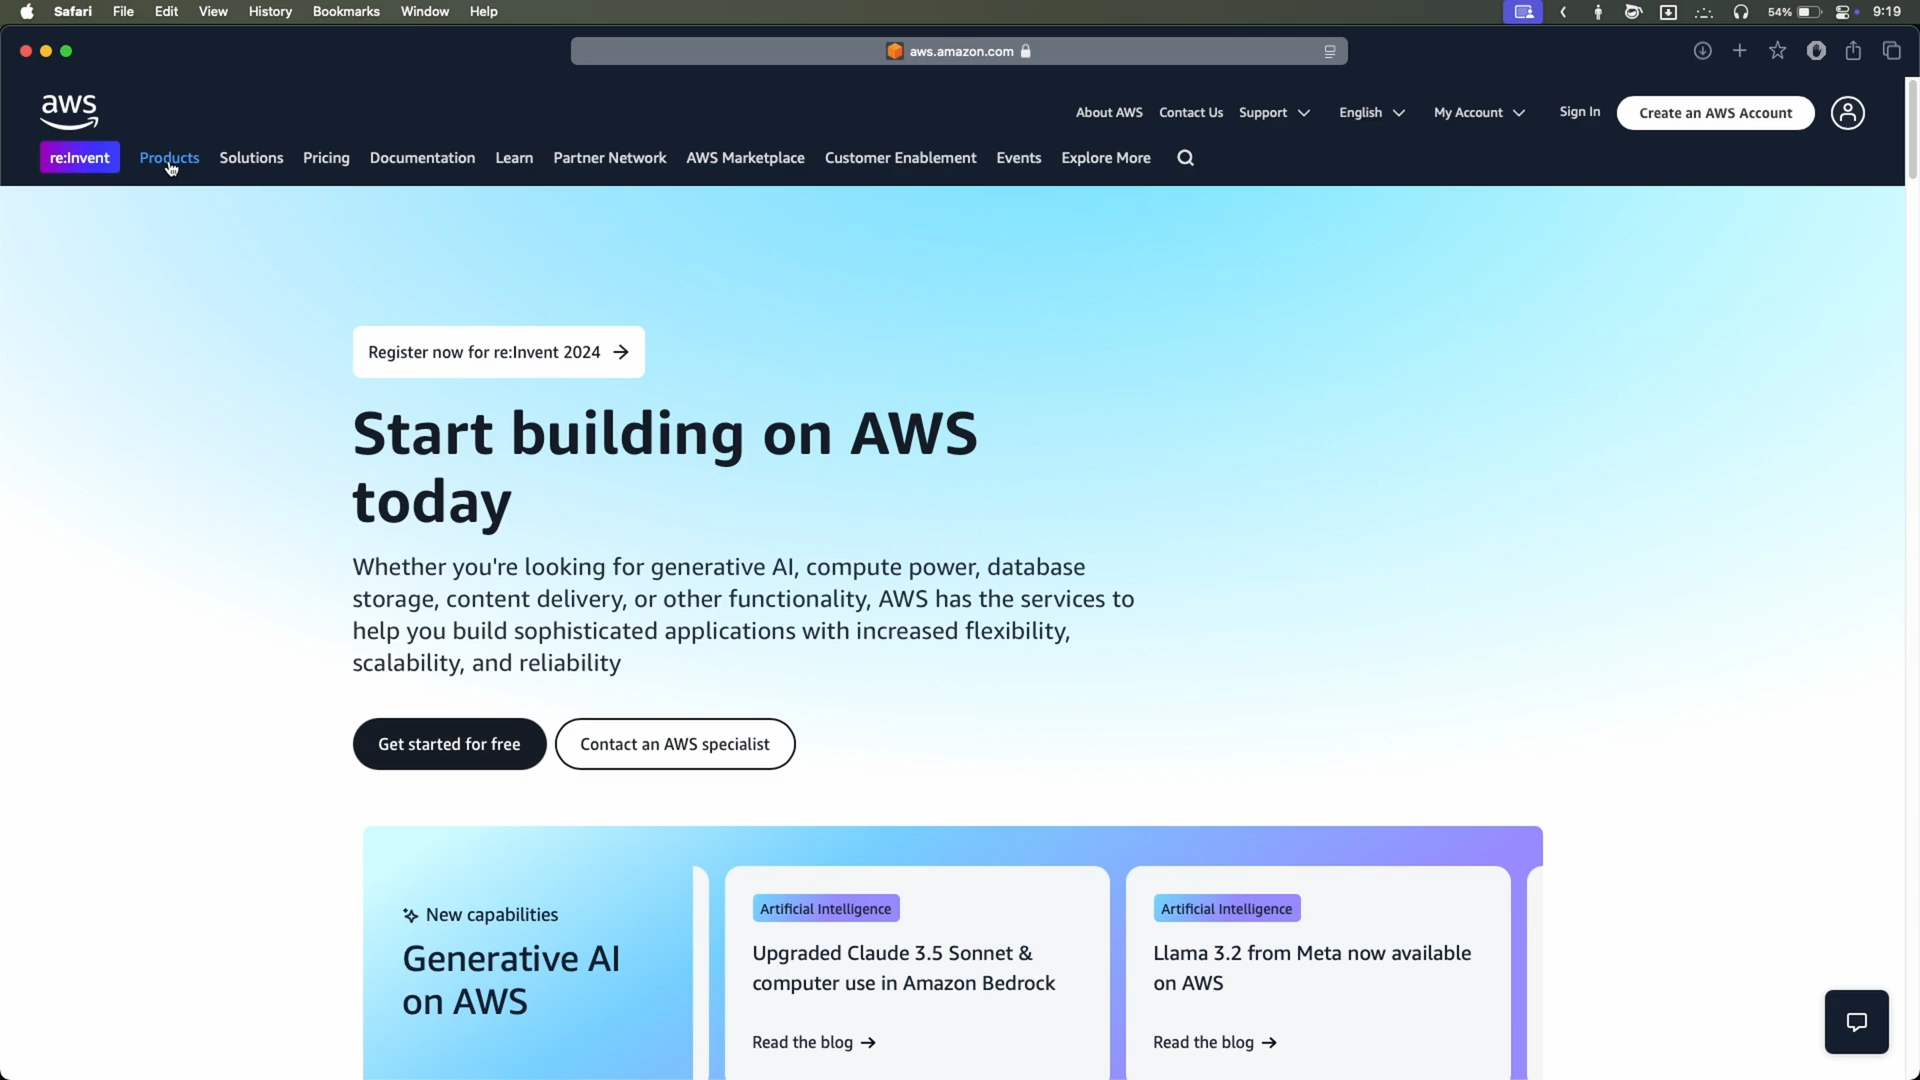 Safari File Edit View History Bookmarks Window Help 54% 9:19
aws.amazon.com
aws
About AWS Contact Us Support English My Account Sign In Create an AWS Account
re:Invent Products Solutions Pricing Documentation Learn Partner Network AWS Marketplace Customer Enablement Events Explore More
Register now for re:Invent 2024 →
Start building on AWS
today
Whether you're looking for generative AI, compute power, database
storage, content delivery, or other functionality, AWS has the services to
help you build sophisticated applications with increased flexibility,
scalability, and reliability
Get started for free Contact an AWS specialist
New capabilities
Generative AI
on AWS
Artificial Intelligence
Upgraded Claude 3.5 Sonnet &
computer use in Amazon Bedrock
Read the blog →
Artificial Intelligence
Llama 3.2 from Meta now available
on AWS
Read the blog →